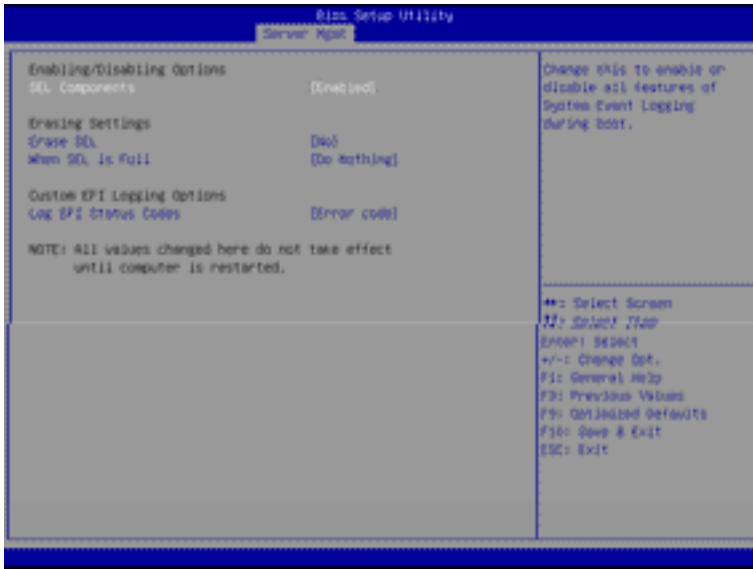 Bios Setup Utility
Server Mgmt
Enabling/Disabling Options
SEL Components [Enabled]
Erasing Settings
Erase SEL [No]
When SEL is Full [Do Nothing]
Custom EFI Logging Options
Log EFI Status Codes [Error code]
NOTE: All values changed here do not take effect
until computer is restarted.
Change this to enable or
disable all features of
System Event Logging
during boot.
: Select Screen
: Select Item
Enter: Select
+/-: Change Opt.
F1: General Help
F3: Previous Values
F9: Optimized Defaults
F10: Save & Exit
ESC: Exit